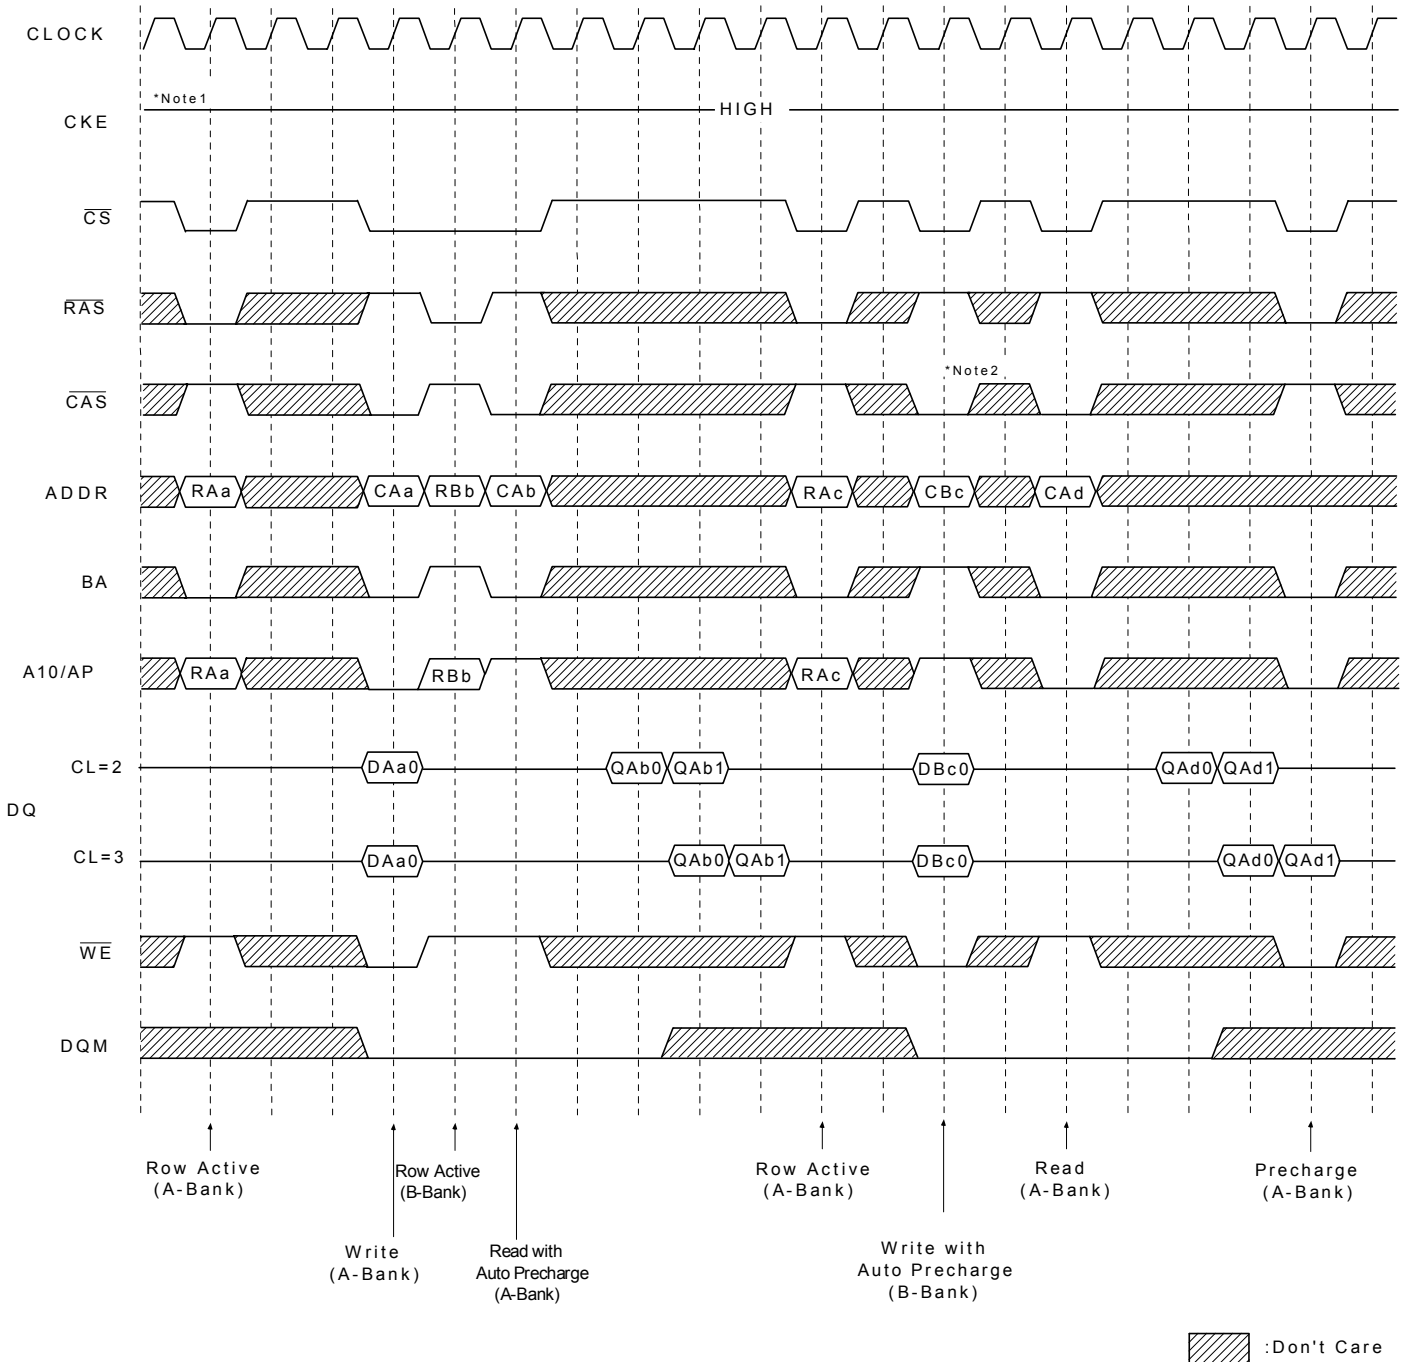 CLOCK
*Note1
HIGH
CKE
CS
RAS
*Note2
CAS
ADDR RAa CAa RBb CAb RAc CBc CAd
BA
A10/AP RAa RBb RAc
CL=2 DAa0 QAb0 QAb1 DBc0 QAd0 QAd1
DQ
CL=3 DAa0 QAb0 QAb1 DBc0 QAd0 QAd1
WE
DQM
Row Active
(A-Bank)
Row Active
(B-Bank)
Row Active
(A-Bank)
Read
(A-Bank)
Precharge
(A-Bank)
Write
(A-Bank)
Read with
Auto Precharge
(A-Bank)
Write with
Auto Precharge
(B-Bank)
:Don't Care